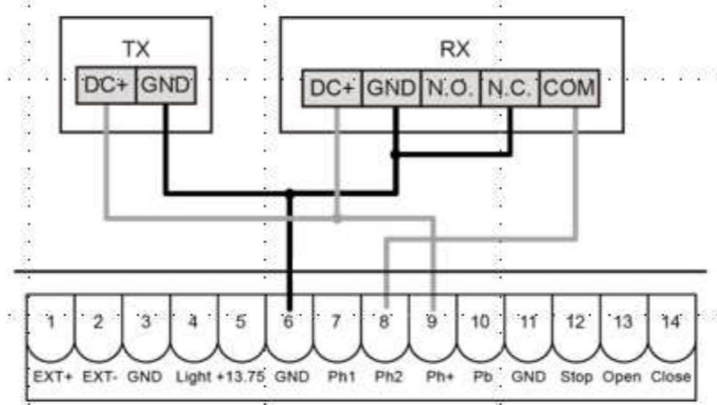 TX RX
DC+ GND DC+ GND N.O. N.C. COM
1 2 3 4 5 6 7 8 9 10 11 12 13 14
EXT+ EXT- GND Light +13.75 GND Ph1 Ph2 Ph+ Pb GND Stop Open Close